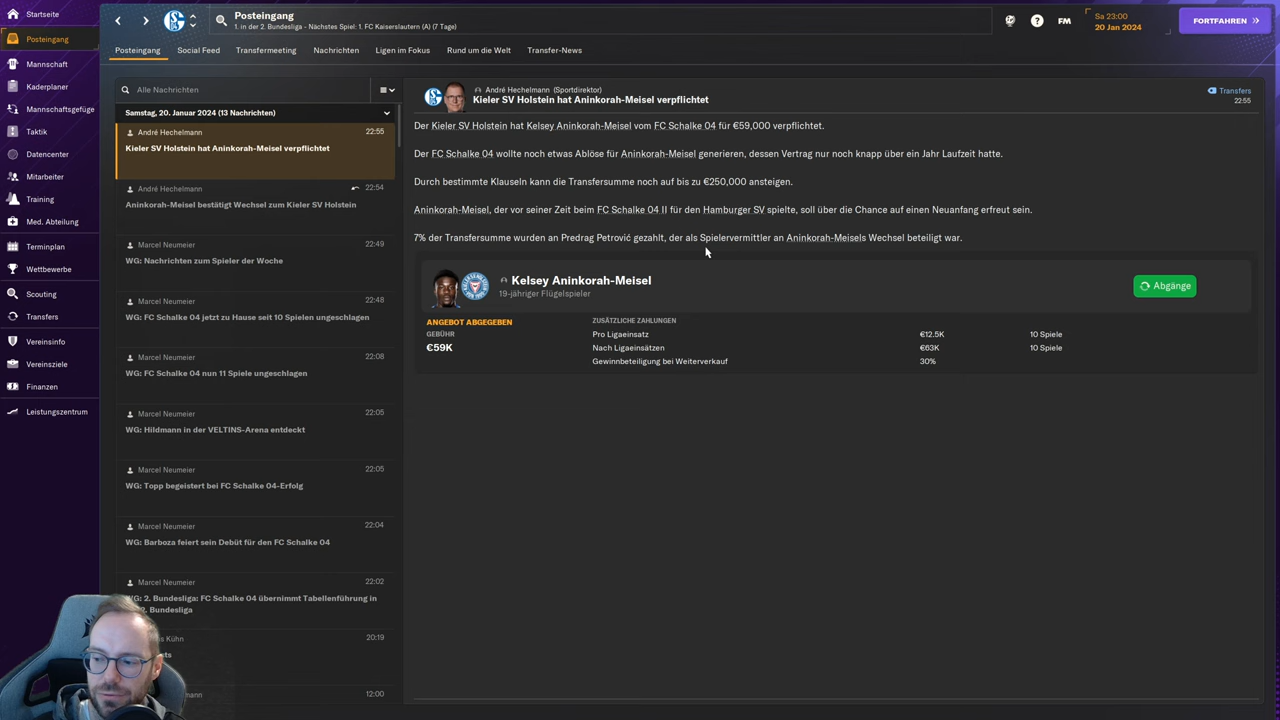 Startseite
Posteingang
Mannschaft
Kaderplaner
Mannschaftsgefüge
Taktik
Datencenter
Mitarbeiter
Training
Med. Abteilung
Terminplan
Wettbewerbe
Scouting
Transfers
Vereinsinfo
Vereinsziele
Finanzen
Leistungszentrum
Posteingang
1. in der 2. Bundesliga - Nächstes Spiel: 1. FC Kaiserslautern (A) (7 Tage)
FM
Sa 23:00
20 Jan 2024
FORTFAHREN
Posteingang Social Feed Transfermeeting Nachrichten Ligen im Fokus Rund um die Welt Transfer-News
Alle Nachrichten
Samstag, 20. Januar 2024 (13 Nachrichten)
André Hechelmann 22:55
Kieler SV Holstein hat Aninkorah-Meisel verpflichtet
André Hechelmann 22:54
Aninkorah-Meisel bestätigt Wechsel zum Kieler SV Holstein
Marcel Neumeier 22:49
WG: Nachrichten zum Spieler der Woche
Marcel Neumeier 22:48
WG: FC Schalke 04 jetzt zu Hause seit 10 Spielen ungeschlagen
Marcel Neumeier 22:08
WG: FC Schalke 04 nun 11 Spiele ungeschlagen
Marcel Neumeier 22:05
WG: Hildmann in der VELTINS-Arena entdeckt
Marcel Neumeier 22:05
WG: Topp begeistert bei FC Schalke 04-Erfolg
Marcel Neumeier 22:04
WG: Barboza feiert sein Debüt für den FC Schalke 04
Marcel Neumeier 22:02
WG: 2. Bundesliga: FC Schalke 04 übernimmt Tabellenführung in
Bundesliga
Kühn 20:19
12:00
André Hechelmann (Sportdirektor)
Kieler SV Holstein hat Aninkorah-Meisel verpflichtet
Transfers
22:55
Der Kieler SV Holstein hat Kelsey Aninkorah-Meisel vom FC Schalke 04 für €59,000 verpflichtet.
Der FC Schalke 04 wollte noch etwas Ablöse für Aninkorah-Meisel generieren, dessen Vertrag nur noch knapp über ein Jahr Laufzeit hatte.
Durch bestimmte Klauseln kann die Transfersumme noch auf bis zu €250,000 ansteigen.
Aninkorah-Meisel, der vor seiner Zeit beim FC Schalke 04 II für den Hamburger SV spielte, soll über die Chance auf einen Neuanfang erfreut sein.
7% der Transfersumme wurden an Predrag Petrović gezahlt, der als Spielervermittler an Aninkorah-Meisels Wechsel beteiligt war.
Kelsey Aninkorah-Meisel
19-jähriger Flügelspieler
Abgänge
ANGEBOT ABGEGEBEN
GEBÜHR
€59K
ZUSÄTZLICHE ZAHLUNGEN
Pro Ligaeinsatz €12.5K 10 Spiele
Nach Ligaeinsätzen €63K 10 Spiele
Gewinnbeteiligung bei Weiterverkauf 30%